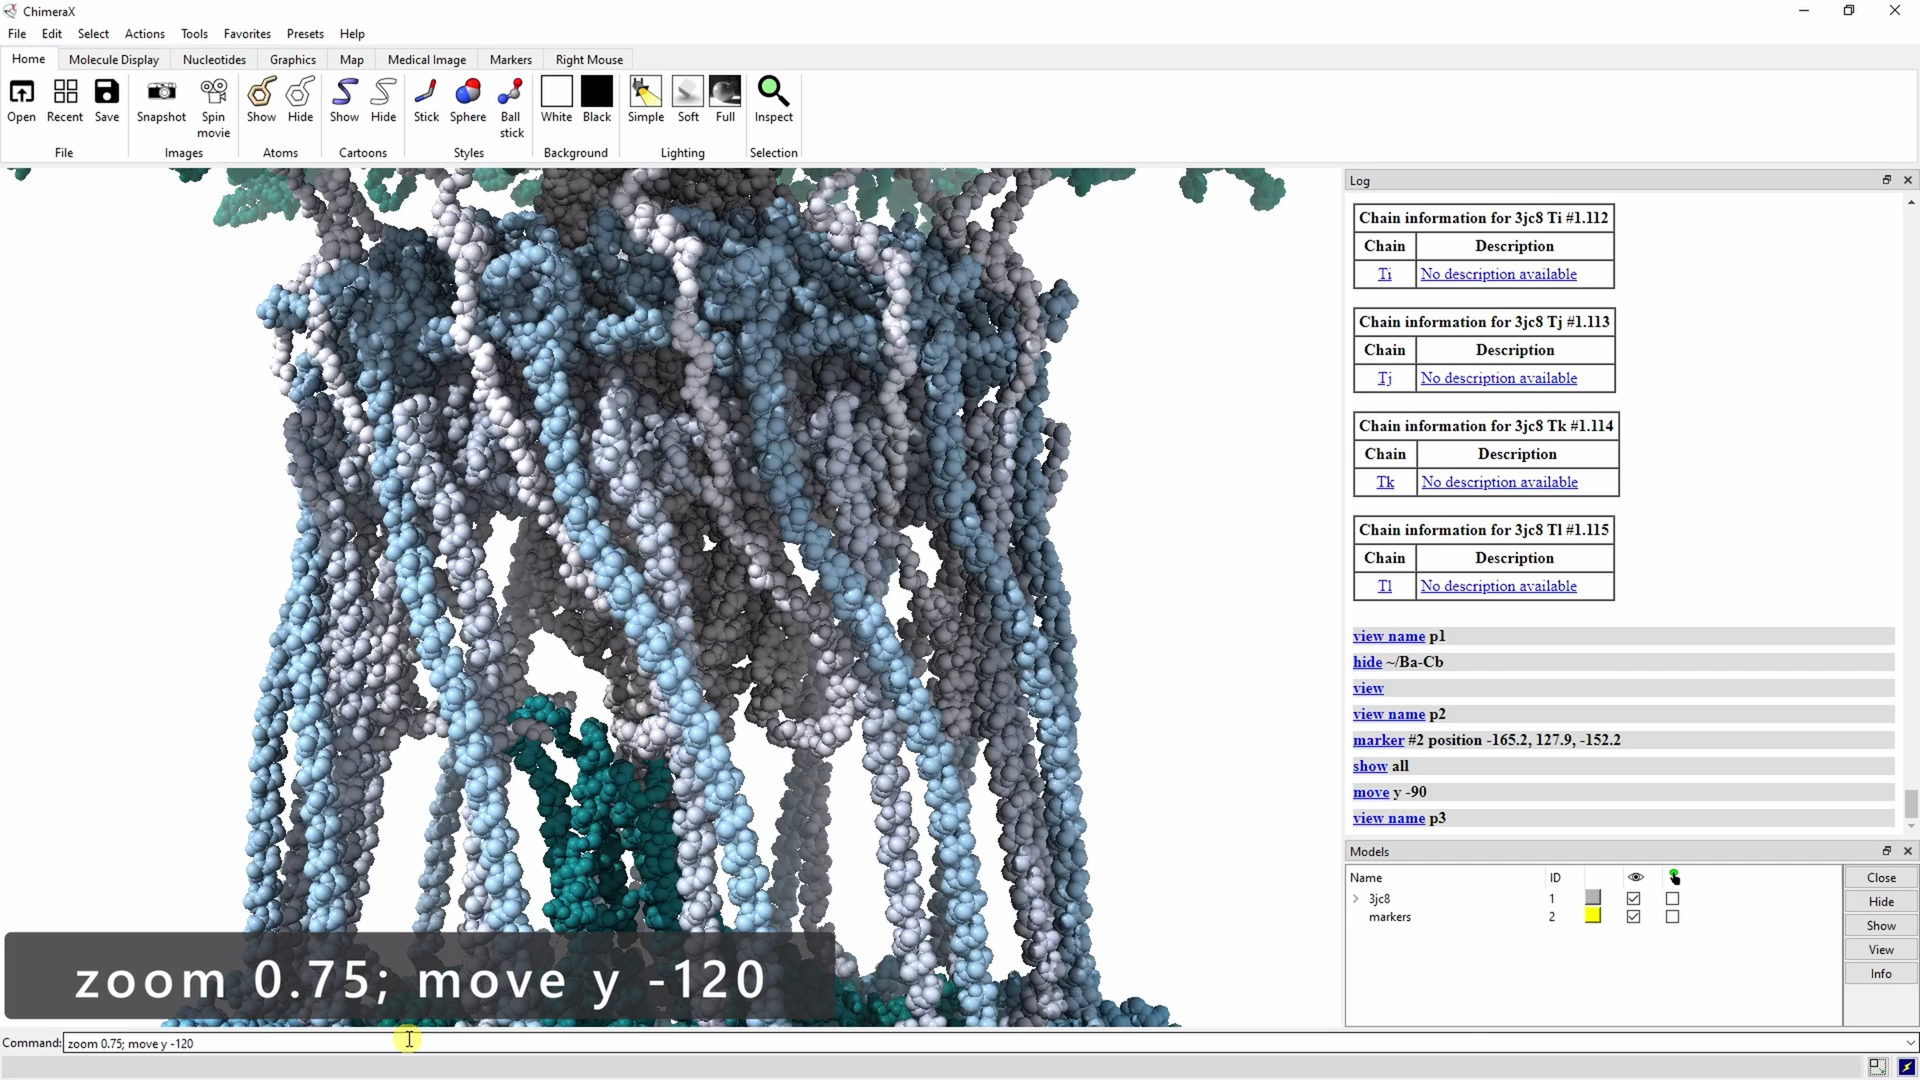 ChimeraX
File Edit Select Actions Tools Favorites Presets Help
Home Molecule Display Nucleotides Graphics Map Medical Image Markers Right Mouse
Open Recent Save Snapshot Spin movie Show Hide Show Hide Stick Sphere Ball stick White Black Simple Soft Full Inspect
File Images Atoms Cartoons Styles Background Lighting Selection
Log
Chain information for 3jc8 Ti #1.112
Chain Description
Ti No description available
Chain information for 3jc8 Tj #1.113
Chain Description
Tj No description available
Chain information for 3jc8 Tk #1.114
Chain Description
Tk No description available
Chain information for 3jc8 Tl #1.115
Chain Description
Tl No description available
view name p1
hide ~/Ba-Cb
view
view name p2
marker #2 position -165.2, 127.9, -152.2
show all
move y -90
view name p3
Models
Name ID
3jc8 1
markers 2
Close
Hide
Show
View
Info
zoom 0.75; move y -120
Command: zoom 0.75; move y -120